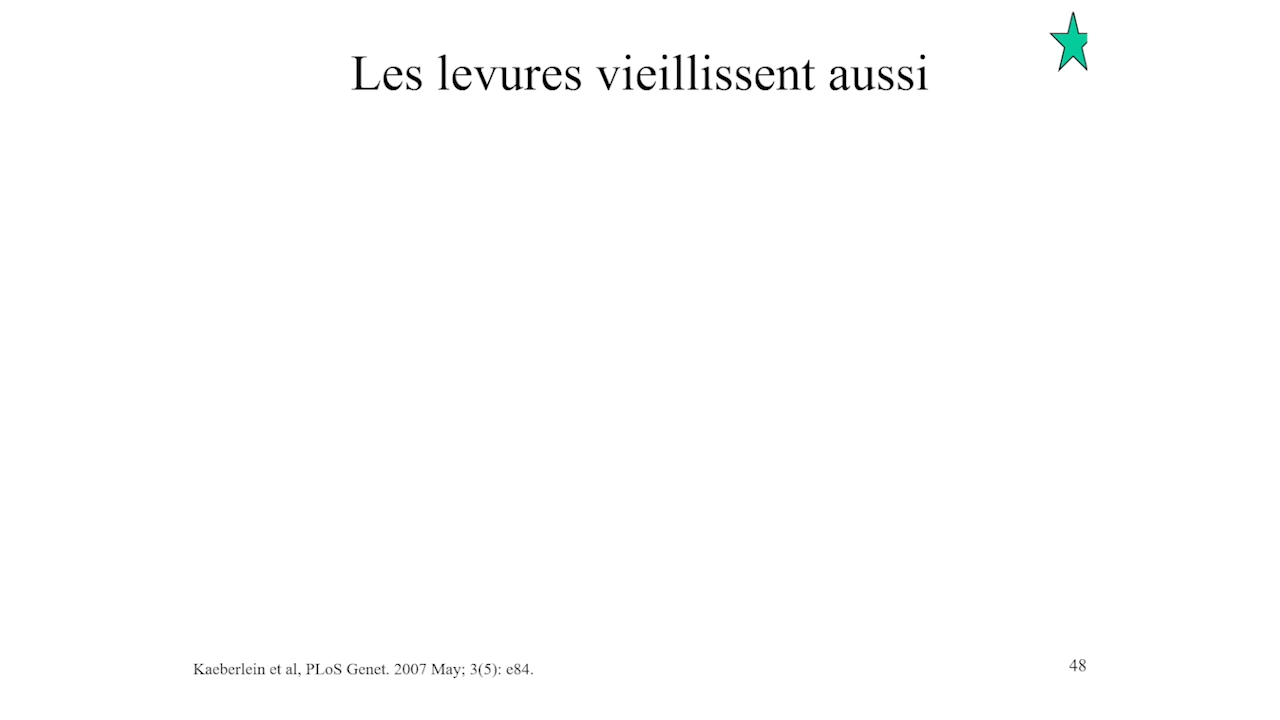 Les levures vieillissent aussi
Kaeberlein et al, PLoS Genet. 2007 May; 3(5): e84.
48